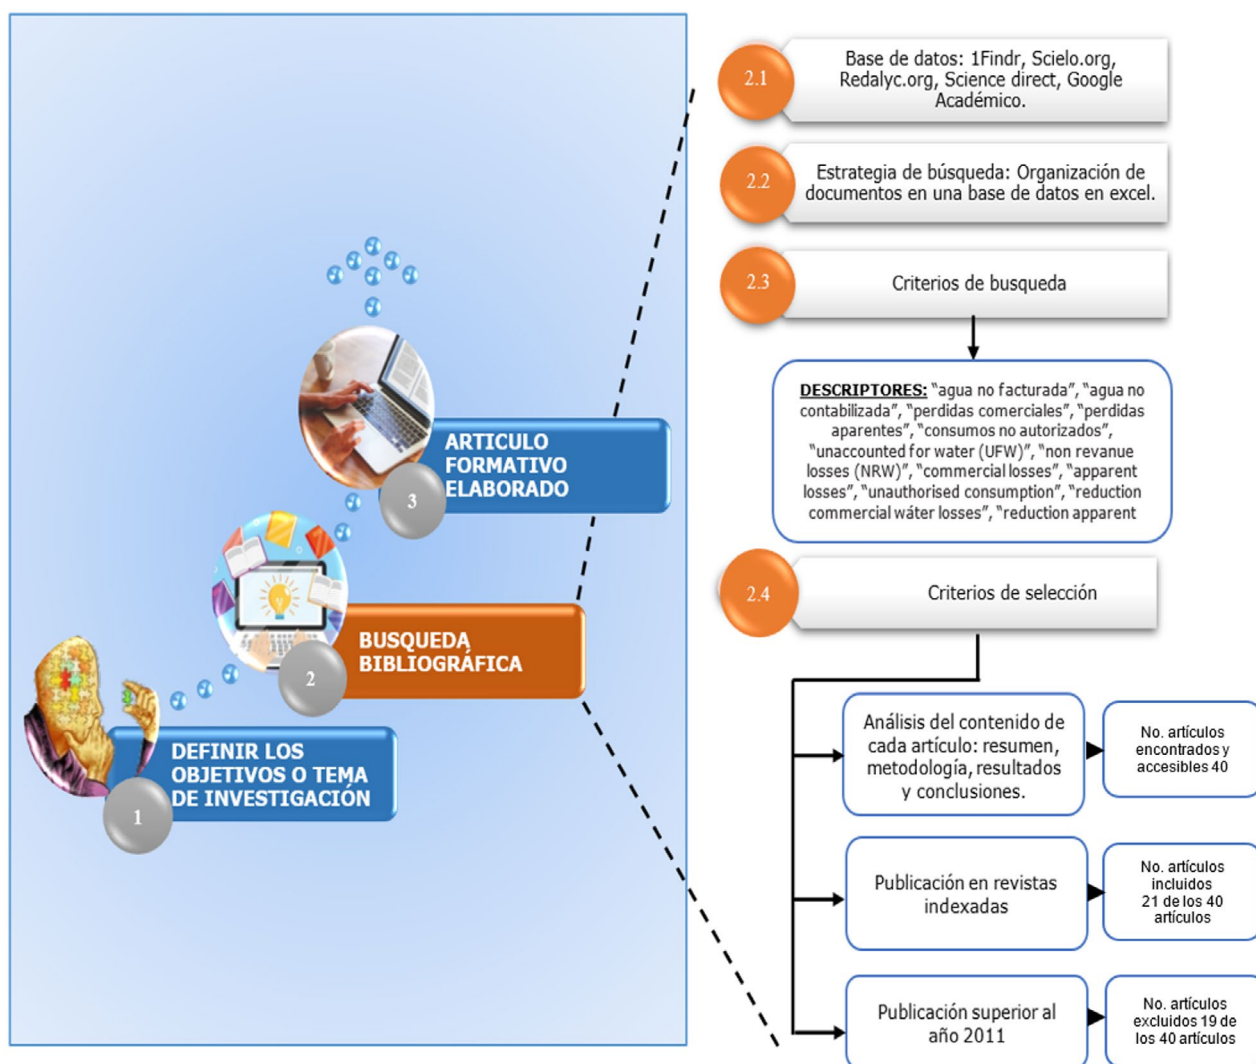 1
DEFINIR LOS
OBJETIVOS O TEMA
DE INVESTIGACIÓN
2
BUSQUEDA
BIBLIOGRÁFICA
3
ARTICULO
FORMATIVO
ELABORADO
2.1
Base de datos: 1Findr, Scielo.org,
Redalyc.org, Science direct, Google
Académico.
2.2
Estrategia de búsqueda: Organización de
documentos en una base de datos en excel.
2.3
Criterios de busqueda
DESCRIPTORES: “agua no facturada”, “agua no
contabilizada”, “perdidas comerciales”, “perdidas
aparentes”, “consumos no autorizados”,
“unaccounted for water (UFW)”, “non revanue
losses (NRW)”, “commercial losses”, “apparent
losses”, “unauthorised consumption”, “reduction
commercial wáter losses”, “reduction apparent
2.4
Criterios de selección
Análisis del contenido de
cada artículo: resumen,
metodología, resultados
y conclusiones.
No. artículos
encontrados y
accesibles 40
Publicación en revistas
indexadas
No. artículos
incluidos
21 de los 40
artículos
Publicación superior al
año 2011
No. artículos
excluidos 19 de
los 40 artículos